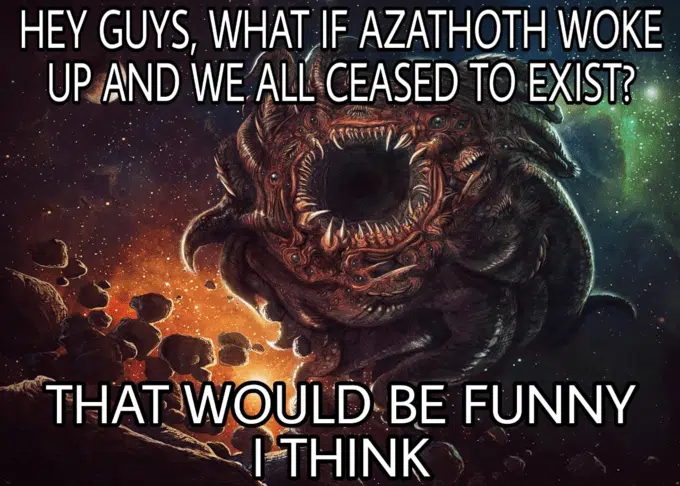 HEY GUYS, WHAT IF AZATHOTH WOKE
UP AND WE ALL CEASED TO EXIST?
THAT WOULD BE FUNNY
I THINK